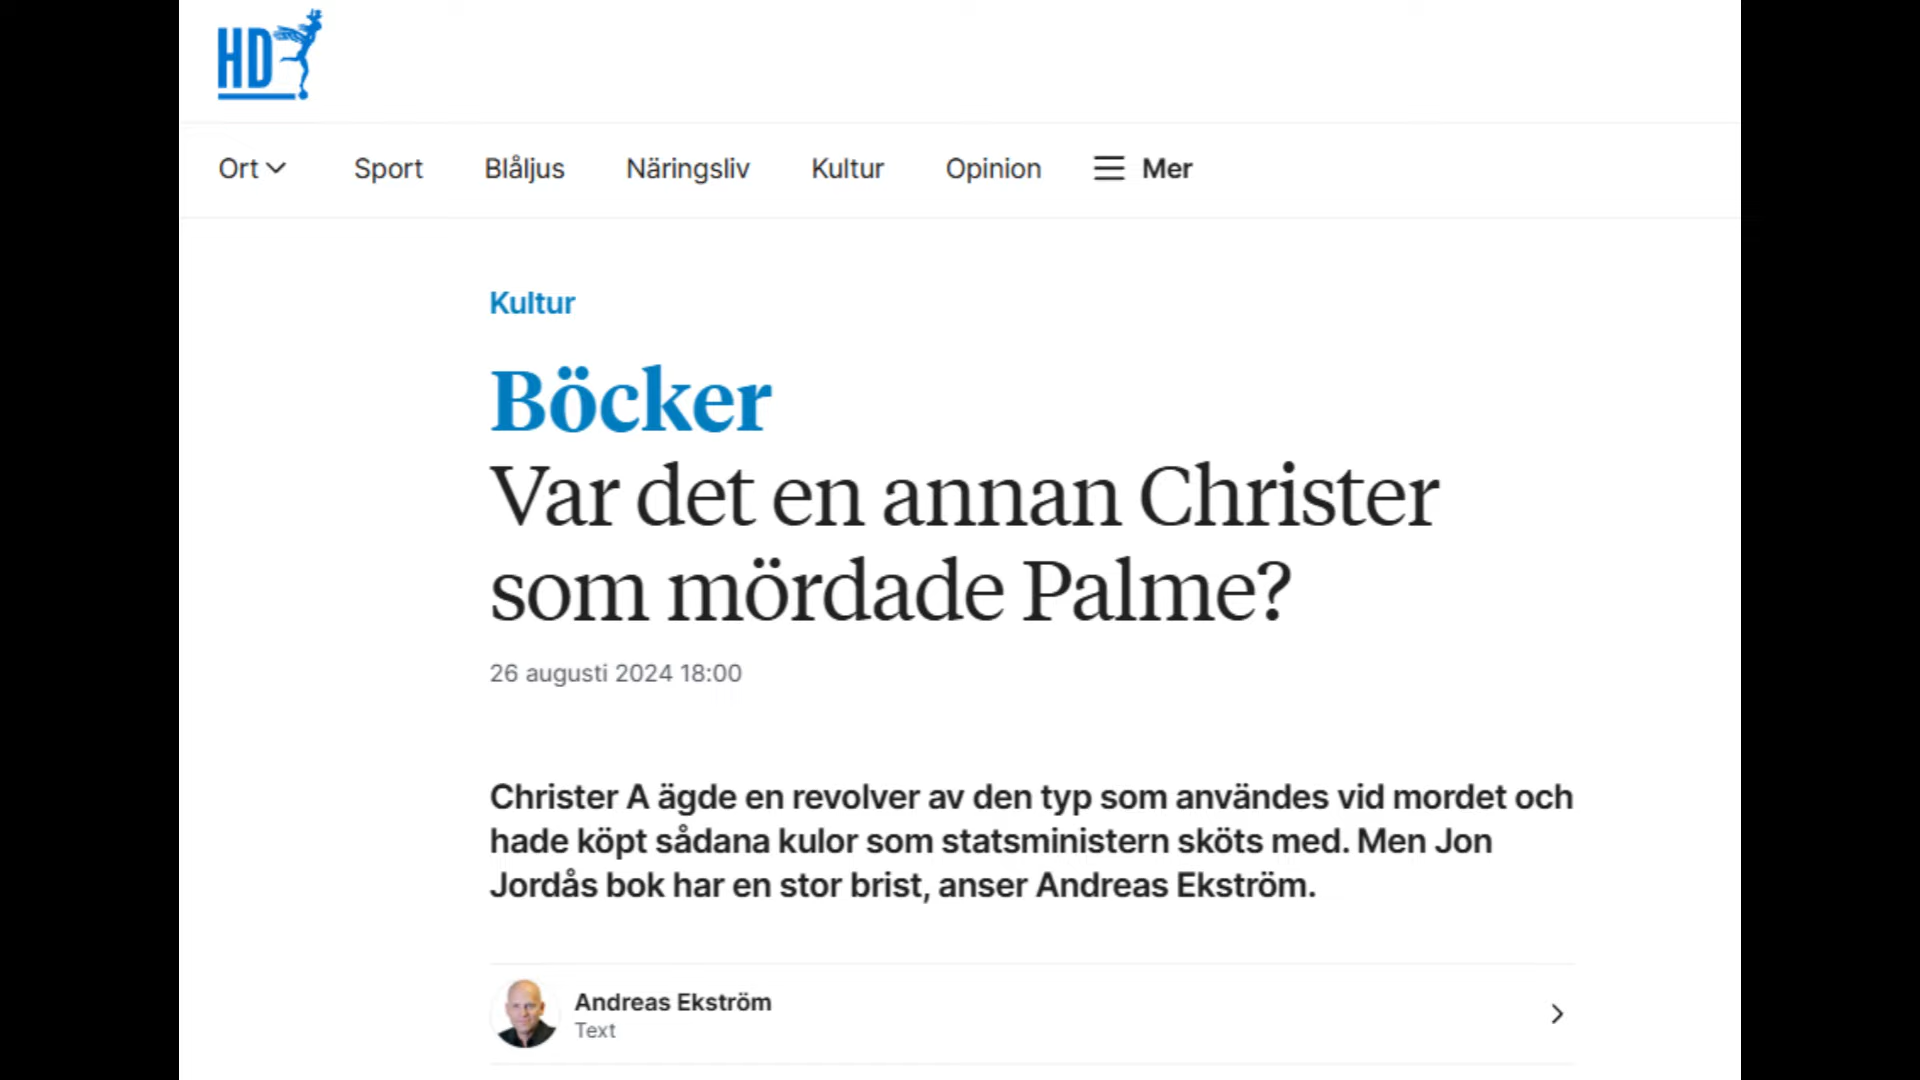 HD
Ort Sport Blåljus Näringsliv Kultur Opinion Mer
Kultur
Böcker
Var det en annan Christer
som mördade Palme?
26 augusti 2024 18:00
Christer A ägde en revolver av den typ som användes vid mordet och
hade köpt sådana kulor som statsministern sköts med. Men Jon
Jordås bok har en stor brist, anser Andreas Ekström.
Andreas Ekström
Text